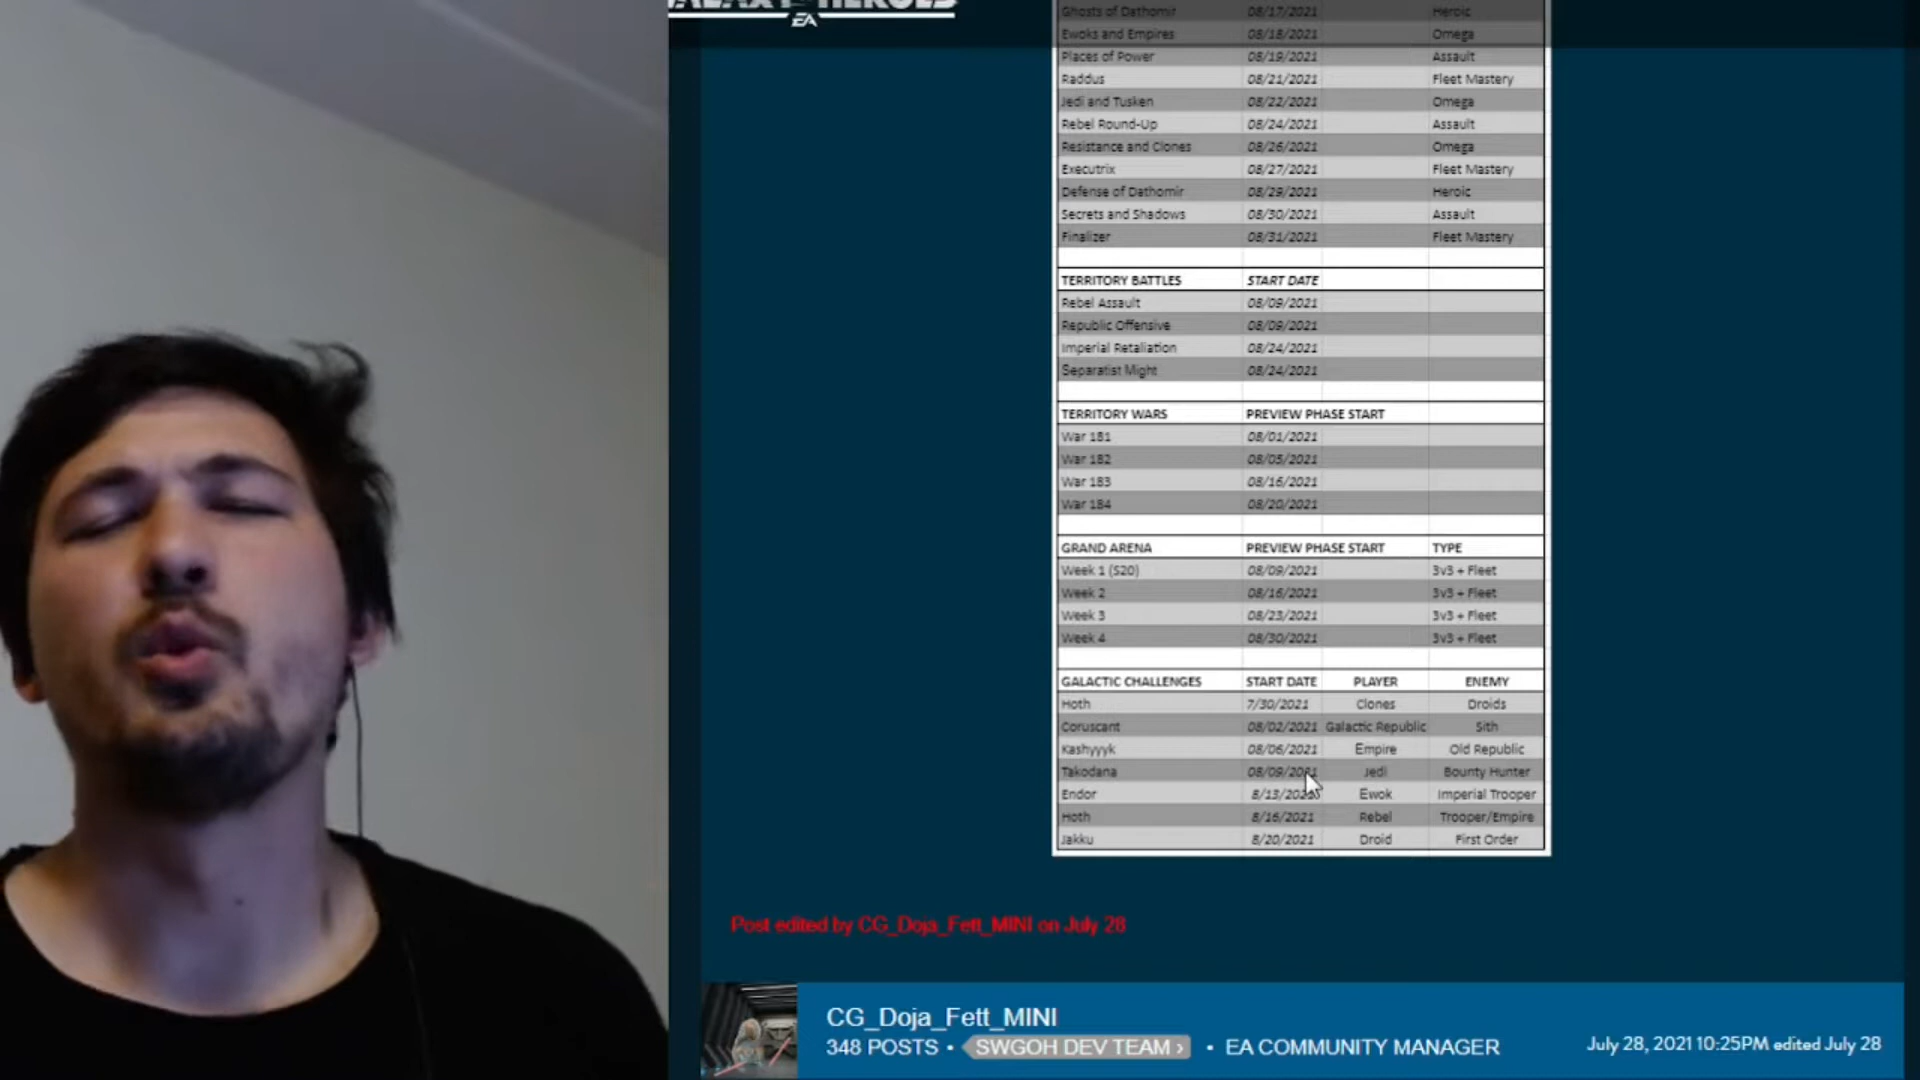 GALAXY HEROES
EA
Ghosts of Dathomir 08/17/2021 Heroic
Ewoks and Empires 08/18/2021 Omega
Places of Power 08/19/2021 Assault
Raddus 08/21/2021 Fleet Mastery
Jedi and Tusken 08/22/2021 Omega
Rebel Round-Up 08/24/2021 Assault
Resistance and Clones 08/26/2021 Omega
Executrix 08/27/2021 Fleet Mastery
Defense of Dathomir 08/29/2021 Heroic
Secrets and Shadows 08/30/2021 Assault
Finalizer 08/31/2021 Fleet Mastery
TERRITORY BATTLES START DATE
Rebel Assault 08/09/2021
Republic Offensive 08/09/2021
Imperial Retaliation 08/24/2021
Separatist Might 08/24/2021
TERRITORY WARS PREVIEW PHASE START
War 181 08/01/2021
War 182 08/05/2021
War 183 08/16/2021
War 184 08/20/2021
GRAND ARENA PREVIEW PHASE START TYPE
Week 1 (S20) 08/09/2021 3v3 + Fleet
Week 2 08/16/2021 3v3 + Fleet
Week 3 08/23/2021 3v3 + Fleet
Week 4 08/30/2021 3v3 + Fleet
GALACTIC CHALLENGES START DATE PLAYER ENEMY
Hoth 7/30/2021 Clones Droids
Coruscant 08/02/2021 Galactic Republic Sith
Kashyyyk 08/06/2021 Empire Old Republic
Takodana 08/09/2021 Jedi Bounty Hunter
Endor 8/13/2021 Ewok Imperial Trooper
Hoth 8/16/2021 Rebel Trooper/Empire
Jakku 8/20/2021 Droid First Order
Post edited by CG_Doja_Fett_MINI on July 28
CG_Doja_Fett_MINI
348 POSTS • SWGOH DEV TEAM › • EA COMMUNITY MANAGER July 28, 2021 10:25PM edited July 28